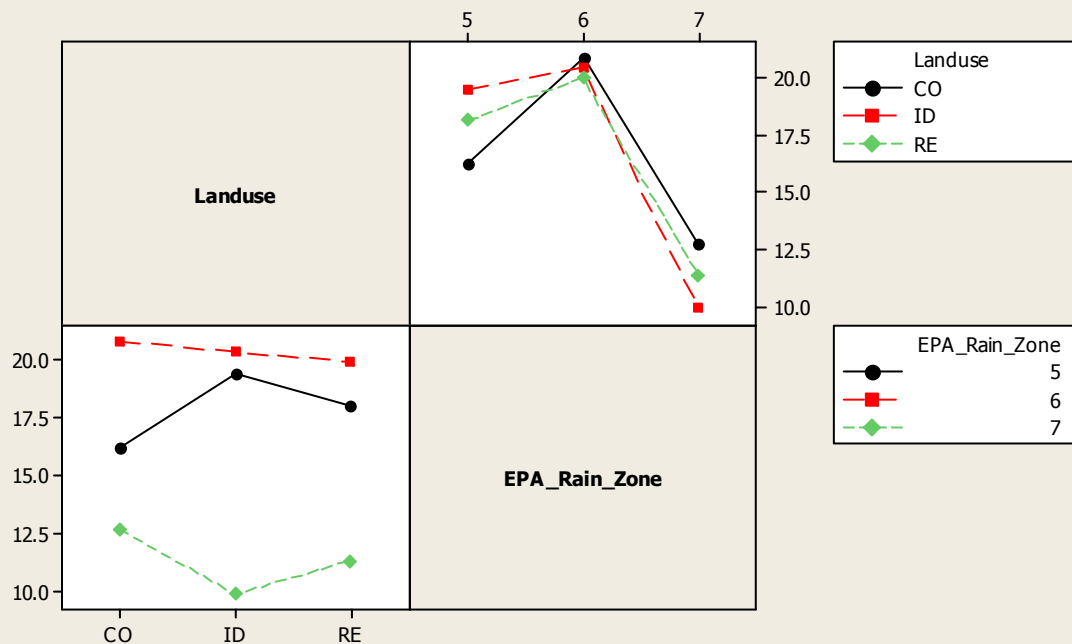 5 6 7
Landuse
CO
ID
RE
20.0
17.5
15.0
12.5
10.0
Landuse
20.0
17.5
15.0
12.5
10.0
EPA_Rain_Zone
EPA_Rain_Zone
5
6
7
CO ID RE